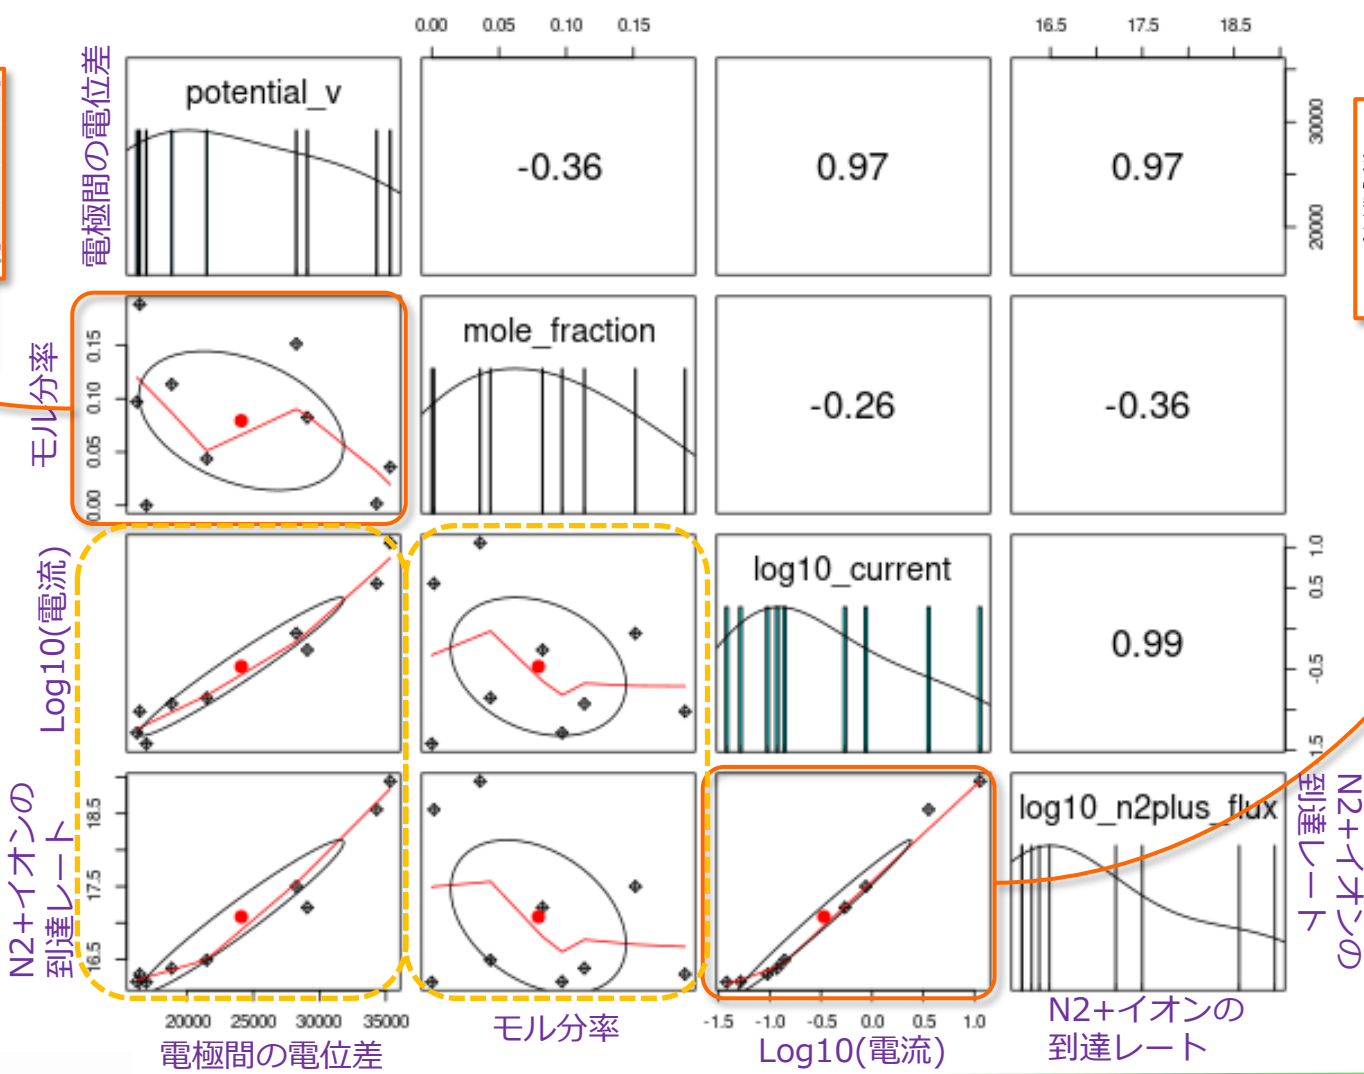 0.00 0.05 0.10 0.15
16.5 17.5 18.5
電極間の電位差
potential_v
-0.36
0.97
0.97
20000 30000
モル分率
0.00 0.05 0.10 0.15
mole_fraction
-0.26
-0.36
Log10(電流)
log10_current
0.99
1.5 -0.5 0.5 1.0
N2+イオンの
到達レート
16.5 17.5 18.5
log10_n2plus_flux
N2+イオンの
到達レート
20000 25000 30000 35000
電極間の電位差
モル分率
-1.5 -1.0 -0.5 0.0 0.5 1.0
Log10(電流)
N2+イオンの
到達レート